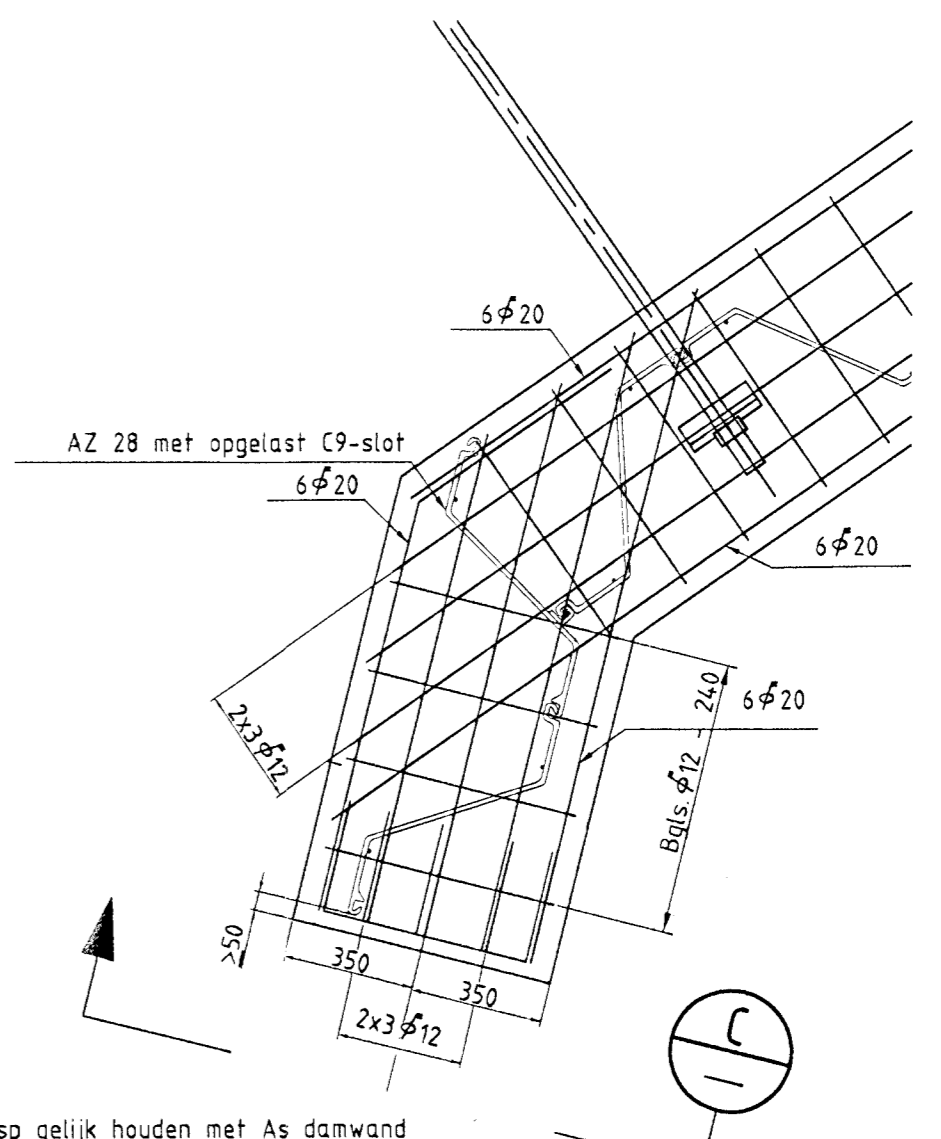 6⌀20
AZ 28 met opgelast C9-slot
6⌀20
6⌀20
2x3⌀12
6⌀20
Bgls. ⌀12 - 240
>50
350
350
2x3⌀12
C
gelijk houden met As damwand